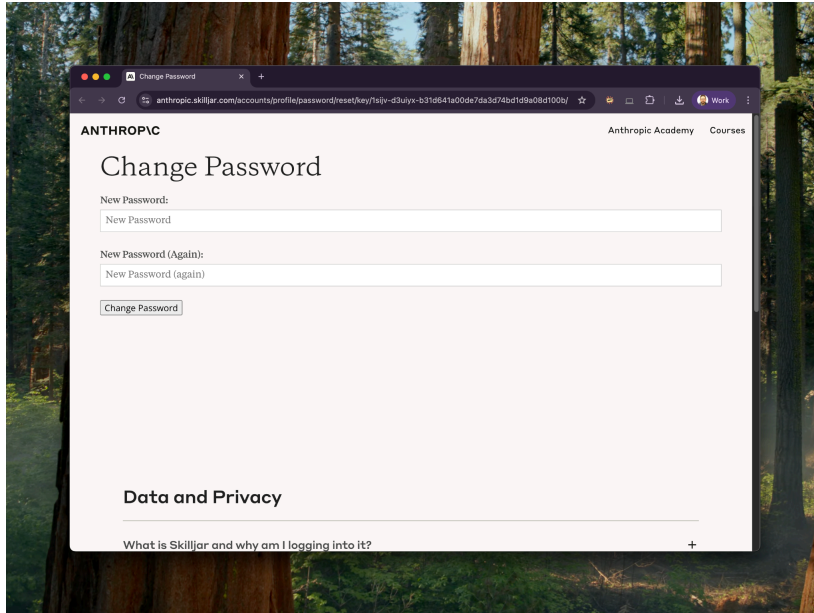 Change Password
anthropic.skilljar.com/accounts/profile/password/reset/key/1sijv-d3uiyx-b31d641a00de7da3d74bd1d9a08d100b/
Work
ANTHROP\C
Anthropic Academy
Courses
Change Password
New Password:
New Password
New Password (Again):
New Password (again)
Change Password
Data and Privacy
What is Skilljar and why am I logging into it?